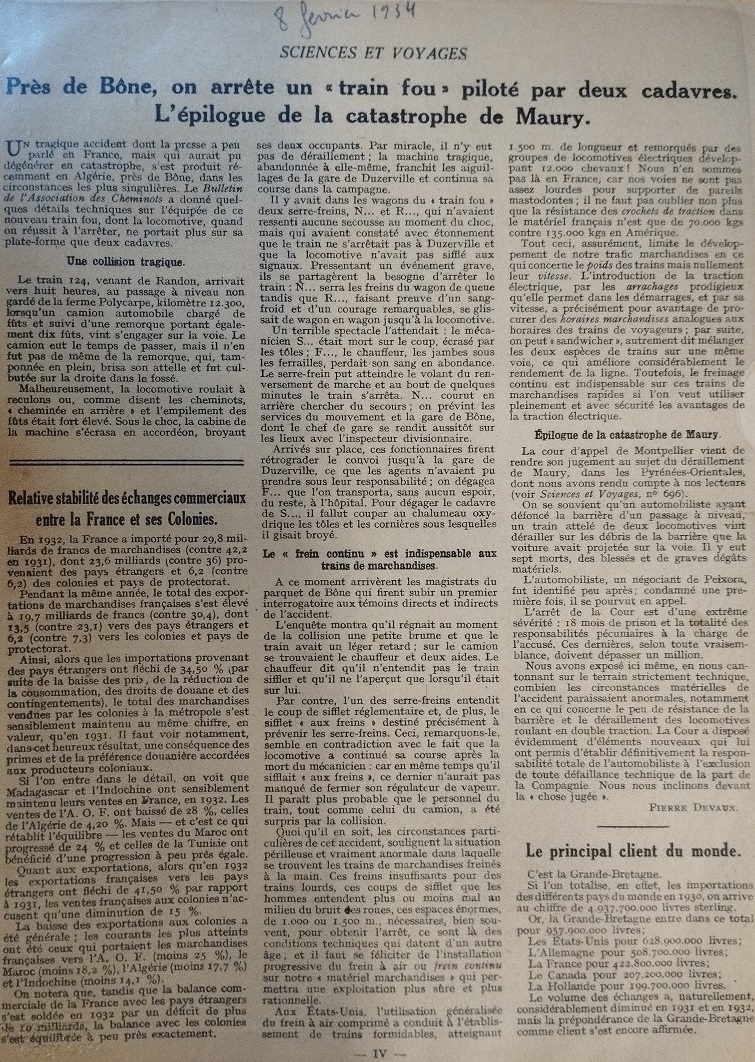 8 février 1934
SCIENCES ET VOYAGES
Près de Bône, on arrête un « train fou » piloté par deux cadavres.
L'épilogue de la catastrophe de Maury.
UN tragique accident dont la presse a peu
parlé en France, mais qui aurait pu
dégénérer en catastrophe, s'est produit ré-
cemment en Algérie, près de Bône, dans les
circonstances les plus singulières. Le Bulletin
de l'Association des Cheminots a donné quel-
ques détails techniques sur l'équipée de ce
nouveau train fou, dont la locomotive, quand
on réussit à l'arrêter, ne portait plus sur sa
plate-forme que deux cadavres.
Une collision tragique.
Le train 124, venant de Randon, arrivait
vers huit heures, au passage à niveau non
gardé de la ferme Polycarpe, kilomètre 12.300,
lorsqu'un camion automobile chargé de
fûts et suivi d'une remorque portant égale-
ment dix fûts, vint s'engager sur la voie. Le
camion eut le temps de passer, mais il n'en
fut pas de même de la remorque, qui, tam-
ponnée en plein, brisa son attelle et fut cul-
butée sur la droite dans le fossé.
Malheureusement, la locomotive roulait à
reculons ou, comme disent les cheminots,
« cheminée en arrière » et l'empilement des
fûts était fort élevé. Sous le choc, la cabine de
la machine s'écrasa en accordéon, broyant
Relative stabilité des échanges commerciaux
entre la France et ses Colonies.
En 1932, la France a importé pour 29,8 mil-
liards de francs de marchandises (contre 42,2
en 1931), dont 23,6 milliards (contre 36) pro-
venaient des pays étrangers et 6,2 (contre
6,2) des colonies et pays de protectorat.
Pendant la même année, le total des expor-
tations de marchandises françaises s'est élevé
à 19,7 milliards de francs (contre 30,4), dont
13,5 (contre 23,1) vers des pays étrangers et
6,2 (contre 7,3) vers les colonies et pays de
protectorat.
Ainsi, alors que les importations provenant
des pays étrangers ont fléchi de 34,50 % (par
suite de la baisse des prix, de la réduction de
la consommation, des droits de douane et des
contingentements), le total des marchandises
vendues par les colonies à la métropole s'est
sensiblement maintenu au même chiffre, en
valeur, qu'en 1931. Il faut voir notamment,
dans cet heureux résultat, une conséquence des
primes et de la préférence douanière accordées
aux producteurs coloniaux.
Si l'on entre dans le détail, on voit que
Madagascar et l'Indochine ont sensiblement
maintenu leurs ventes en France, en 1932. Les
ventes de l'A. O. F. ont baissé de 28 %, celles
de l'Algérie de 4,20 %. Mais — et c'est ce qui
rétablit l'équilibre — les ventes du Maroc ont
progressé de 24 % et celles de la Tunisie ont
bénéficié d'une progression à peu près égale.
Quant aux exportations, alors qu'en 1932
les exportations françaises vers les pays
étrangers ont fléchi de 41,50 % par rapport
à 1931, les ventes françaises aux colonies n'ac-
cusent qu'une diminution de 15 %.
La baisse des exportations aux colonies a
été générale ; les courants les plus atteints
ont été ceux qui portaient les marchandises
françaises vers l'A. O. F. (moins 25 %), le
Maroc (moins 18,2 %), l'Algérie (moins 17,7 %)
et l'Indochine (moins 14,1 %).
On notera que, tandis que la balance com-
merciale de la France avec les pays étrangers
s'est soldée en 1932 par un déficit de plus
de 10 milliards, la balance avec les colonies
s'est équilibrée à peu près exactement.
ses deux occupants. Par miracle, il n'y eut
pas de déraillement ; la machine tragique,
abandonnée à elle-même, franchit les aiguil-
lages de la gare de Duzerville et continua sa
course dans la campagne.
Il y avait dans les wagons du « train fou »
deux serre-freins, N... et R..., qui n'avaient
ressenti aucune secousse au moment du choc,
mais qui avaient constaté avec étonnement
que le train ne s'arrêtait pas à Duzerville et
que la locomotive n'avait pas sifflé aux
signaux. Pressentant un événement grave,
ils se partagèrent la besogne d'arrêter le
train : N... serra les freins du wagon de queue
tandis que R..., faisant preuve d'un sang-
froid et d'un courage remarquables, se glis-
sait de wagon en wagon jusqu'à la locomotive.
Un terrible spectacle l'attendait : le méca-
nicien S... était mort sur le coup, écrasé par
les tôles ; F..., le chauffeur, les jambes sous
les ferrailles, perdait son sang en abondance.
Le serre-frein put atteindre le volant du ren-
versement de marche et au bout de quelques
minutes le train s'arrêta. N... courut en
arrière chercher du secours ; on prévint les
services du mouvement et la gare de Bône,
dont le chef de gare se rendit aussitôt sur
les lieux avec l'inspecteur divisionnaire.
Arrivés sur place, ces fonctionnaires firent
rétrograder le convoi jusqu'à la gare de
Duzerville, ce que les agents n'avaient pu
prendre sous leur responsabilité ; on dégagea
F... que l'on transporta, sans aucun espoir,
du reste, à l'hôpital. Pour dégager le cadavre
de S..., il fallut couper au chalumeau oxy-
drique les tôles et les cornières sous lesquelles
il gisait broyé.
Le « frein continu » est indispensable aux
trains de marchandises.
A ce moment arrivèrent les magistrats du
parquet de Bône qui firent subir un premier
interrogatoire aux témoins directs et indirects
de l'accident.
L'enquête montra qu'il régnait au moment
de la collision une petite brume et que le
train avait un léger retard ; sur le camion
se trouvaient le chauffeur et deux aides. Le
chauffeur dit qu'il n'entendit pas le train
siffler et qu'il ne l'aperçut que lorsqu'il était
sur lui.
Par contre, l'un des serre-freins entendit
le coup de sifflet réglementaire et, de plus, le
sifflet « aux freins » destiné précisément à
prévenir les serre-freins. Ceci, remarquons-le,
semble en contradiction avec le fait que la
locomotive a continué sa course après la
mort du mécanicien : car en même temps qu'il
sifflait « aux freins », ce dernier n'aurait pas
manqué de fermer son régulateur de vapeur.
Il paraît plus probable que le personnel du
train, tout comme celui du camion, a été
surpris par la collision.
Quoi qu'il en soit, les circonstances parti-
culières de cet accident, soulignent la situation
périlleuse et vraiment anormale dans laquelle
se trouvent les trains de marchandises freinés
à la main. Ces freins insuffisants pour des
trains lourds, ces coups de sifflet que les
hommes entendent plus ou moins mal au
milieu du bruit des roues, ces espaces énormes,
de 1.000 ou 1.500 m., nécessaires, bien sou-
vent, pour obtenir l'arrêt, ce sont là des
conditions techniques qui datent d'un autre
âge ; et il faut se féliciter de l'installation
progressive du frein à air ou frein continu
sur notre « matériel marchandises » qui per-
mettra une exploitation plus sûre et plus
rationnelle.
Aux États-Unis, l'utilisation généralisée
du frein à air comprimé a conduit à l'établis-
sement de trains formidables, atteignant
1.500 m. de longueur et remorqués par des
groupes de locomotives électriques dévelop-
pant 12.000 chevaux ! Nous n'en sommes
pas là en France, car nos voies ne sont pas
assez lourdes pour supporter de pareils
mastodontes ; il ne faut pas oublier non plus
que la résistance des crochets de traction dans
le matériel français n'est que de 70.000 kgs
contre 135.000 kgs en Amérique.
Tout ceci, assurément, limite le dévelop-
pement de notre trafic marchandises en ce
qui concerne le poids des trains mais nullement
leur vitesse. L'introduction de la traction
électrique, par les arrachages prodigieux
qu'elle permet dans les démarrages, et par sa
vitesse, a précisément pour avantage de pro-
curer des horaires marchandises analogues aux
horaires des trains de voyageurs ; par suite,
on peut « sandwicher », autrement dit mélanger
les deux espèces de trains sur une même
voie, ce qui améliore considérablement le
rendement de la ligne. Toutefois le freinage
continu est indispensable sur ces trains de
marchandises rapides si l'on veut utiliser
pleinement et avec sécurité les avantages de
la traction électrique.
Épilogue de la catastrophe de Maury.
La cour d'appel de Montpellier vient de
rendre son jugement au sujet du déraillement
de Maury, dans les Pyrénées-Orientales,
dont nous avons rendu compte à nos lecteurs
(voir Sciences et Voyages, nº 696).
On se souvient qu'un automobiliste ayant
défoncé la barrière d'un passage à niveau,
un train attelé de deux locomotives vint
dérailler sur les débris de la barrière que la
voiture avait projetée sur la voie. Il y eut
sept morts, des blessés et de graves dégâts
matériels.
L'automobiliste, un négociant de Peixora,
fut identifié peu après ; condamné une pre-
mière fois, il se pourvut en appel.
L'arrêt de la Cour est d'une extrême
sévérité : 18 mois de prison et la totalité des
responsabilités pécuniaires à la charge de
l'accusé. Ces dernières, selon toute vraisem-
blance, doivent dépasser un million.
Nous avons exposé ici même, en nous can-
tonnant sur le terrain strictement technique,
combien les circonstances matérielles de
l'accident paraissaient anormales, notamment
en ce qui concerne le peu de résistance de la
barrière et le déraillement des locomotives
roulant en double traction. La Cour a disposé
évidemment d'éléments nouveaux qui lui
ont permis d'établir définitivement la respon-
sabilité totale de l'automobiliste à l'exclusion
de toute défaillance technique de la part de
la Compagnie. Nous nous inclinons devant
la « chose jugée ».
PIERRE DEVAUX.
Le principal client du monde.
C'est la Grande-Bretagne.
Si l'on totalise, en effet, les importations
des différents pays du monde en 1930, on arrive
au chiffre de 4,937,700.000 livres sterling.
Or, la Grande-Bretagne entre dans ce total
pour 957.900.000 livres;
Les États-Unis pour 628.900.000 livres;
L'Allemagne pour 508.700.000 livres;
La France pour 422.800.000 livres;
Le Canada pour 207.200.000 livres;
La Hollande pour 199.700.000 livres.
Le volume des échanges a, naturellement,
considérablement diminué en 1931 et en 1932,
mais la prépondérance de la Grande-Bretagne
comme client s'est encore affirmée.
— IV —